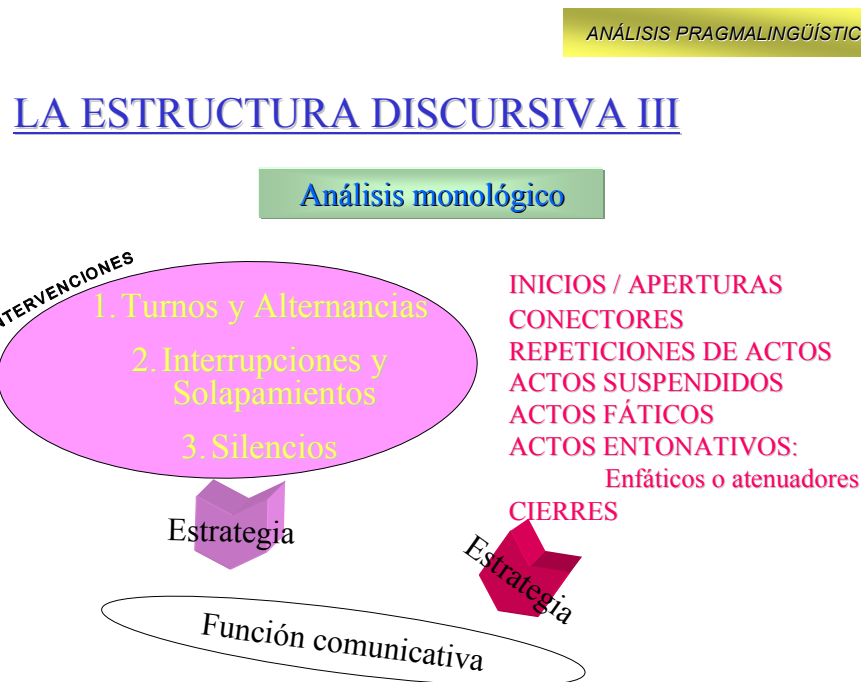 ANÁLISIS PRAGMALINGÜÍSTIC
LA ESTRUCTURA DISCURSIVA III
Análisis monológico
NTERVENCIONES
1. Turnos y Alternancias
2. Interrupciones y
Solapamientos
3. Silencios
INICIOS / APERTURAS
CONECTORES
REPETICIONES DE ACTOS
ACTOS SUSPENDIDOS
ACTOS FÁTICOS
ACTOS ENTONATIVOS:
Enfáticos o atenuadores
CIERRES
Estrategia
Estrategia
Función comunicativa